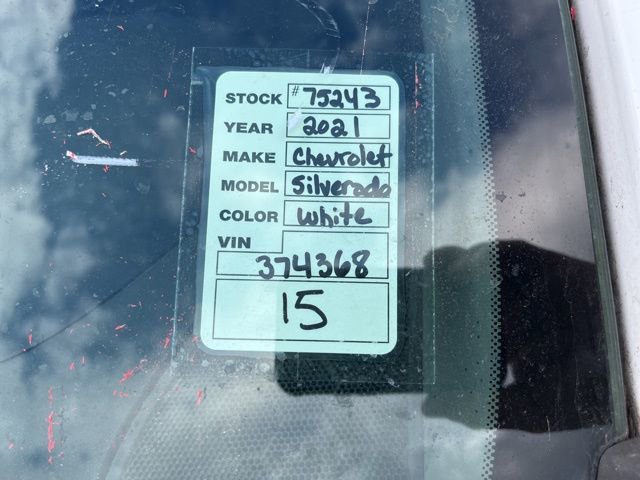 STOCK #75243
YEAR 2021
MAKE Chevrolet
MODEL Silverado
COLOR White
VIN
374368
15